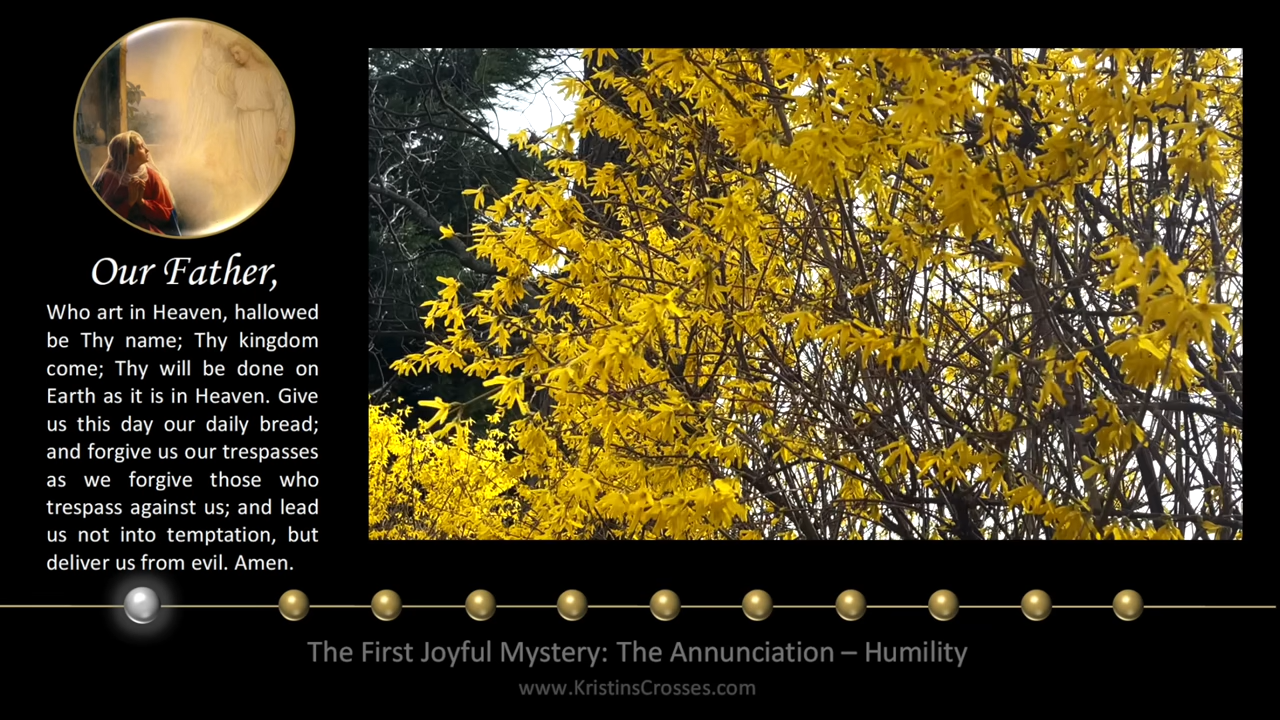 Our Father,
Who art in Heaven, hallowed
be Thy name; Thy kingdom
come; Thy will be done on
Earth as it is in Heaven. Give
us this day our daily bread;
and forgive us our trespasses
as we forgive those who
trespass against us; and lead
us not into temptation, but
deliver us from evil. Amen.
The First Joyful Mystery: The Annunciation – Humility
www.KristinsCrosses.com